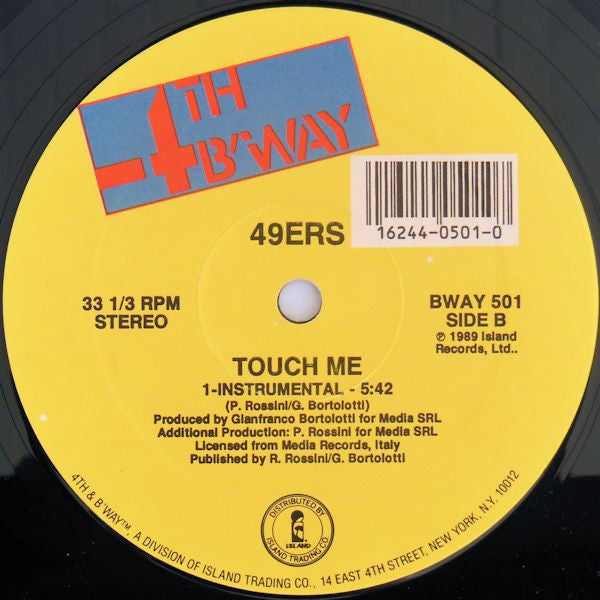 4TH
B'WAY
16244-0501-0
49ERS
33 1/3 RPM
STEREO
BWAY 501
SIDE B
℗ 1989 Island
Records, Ltd..
TOUCH ME
1-INSTRUMENTAL - 5:42
(P. Rossini/G. Bortolotti)
Produced by Gianfranco Bortolotti for Media SRL
Additional Production: P. Rossini for Media SRL
Licensed from Media Records, Italy
Published by R. Rossini/G. Bortolotti
DISTRIBUTED BY
ISLAND
ISLAND TRADING CO.
4TH & B'WAY™, A DIVISION OF ISLAND TRADING CO., 14 EAST 4TH STREET, NEW YORK, N.Y. 10012